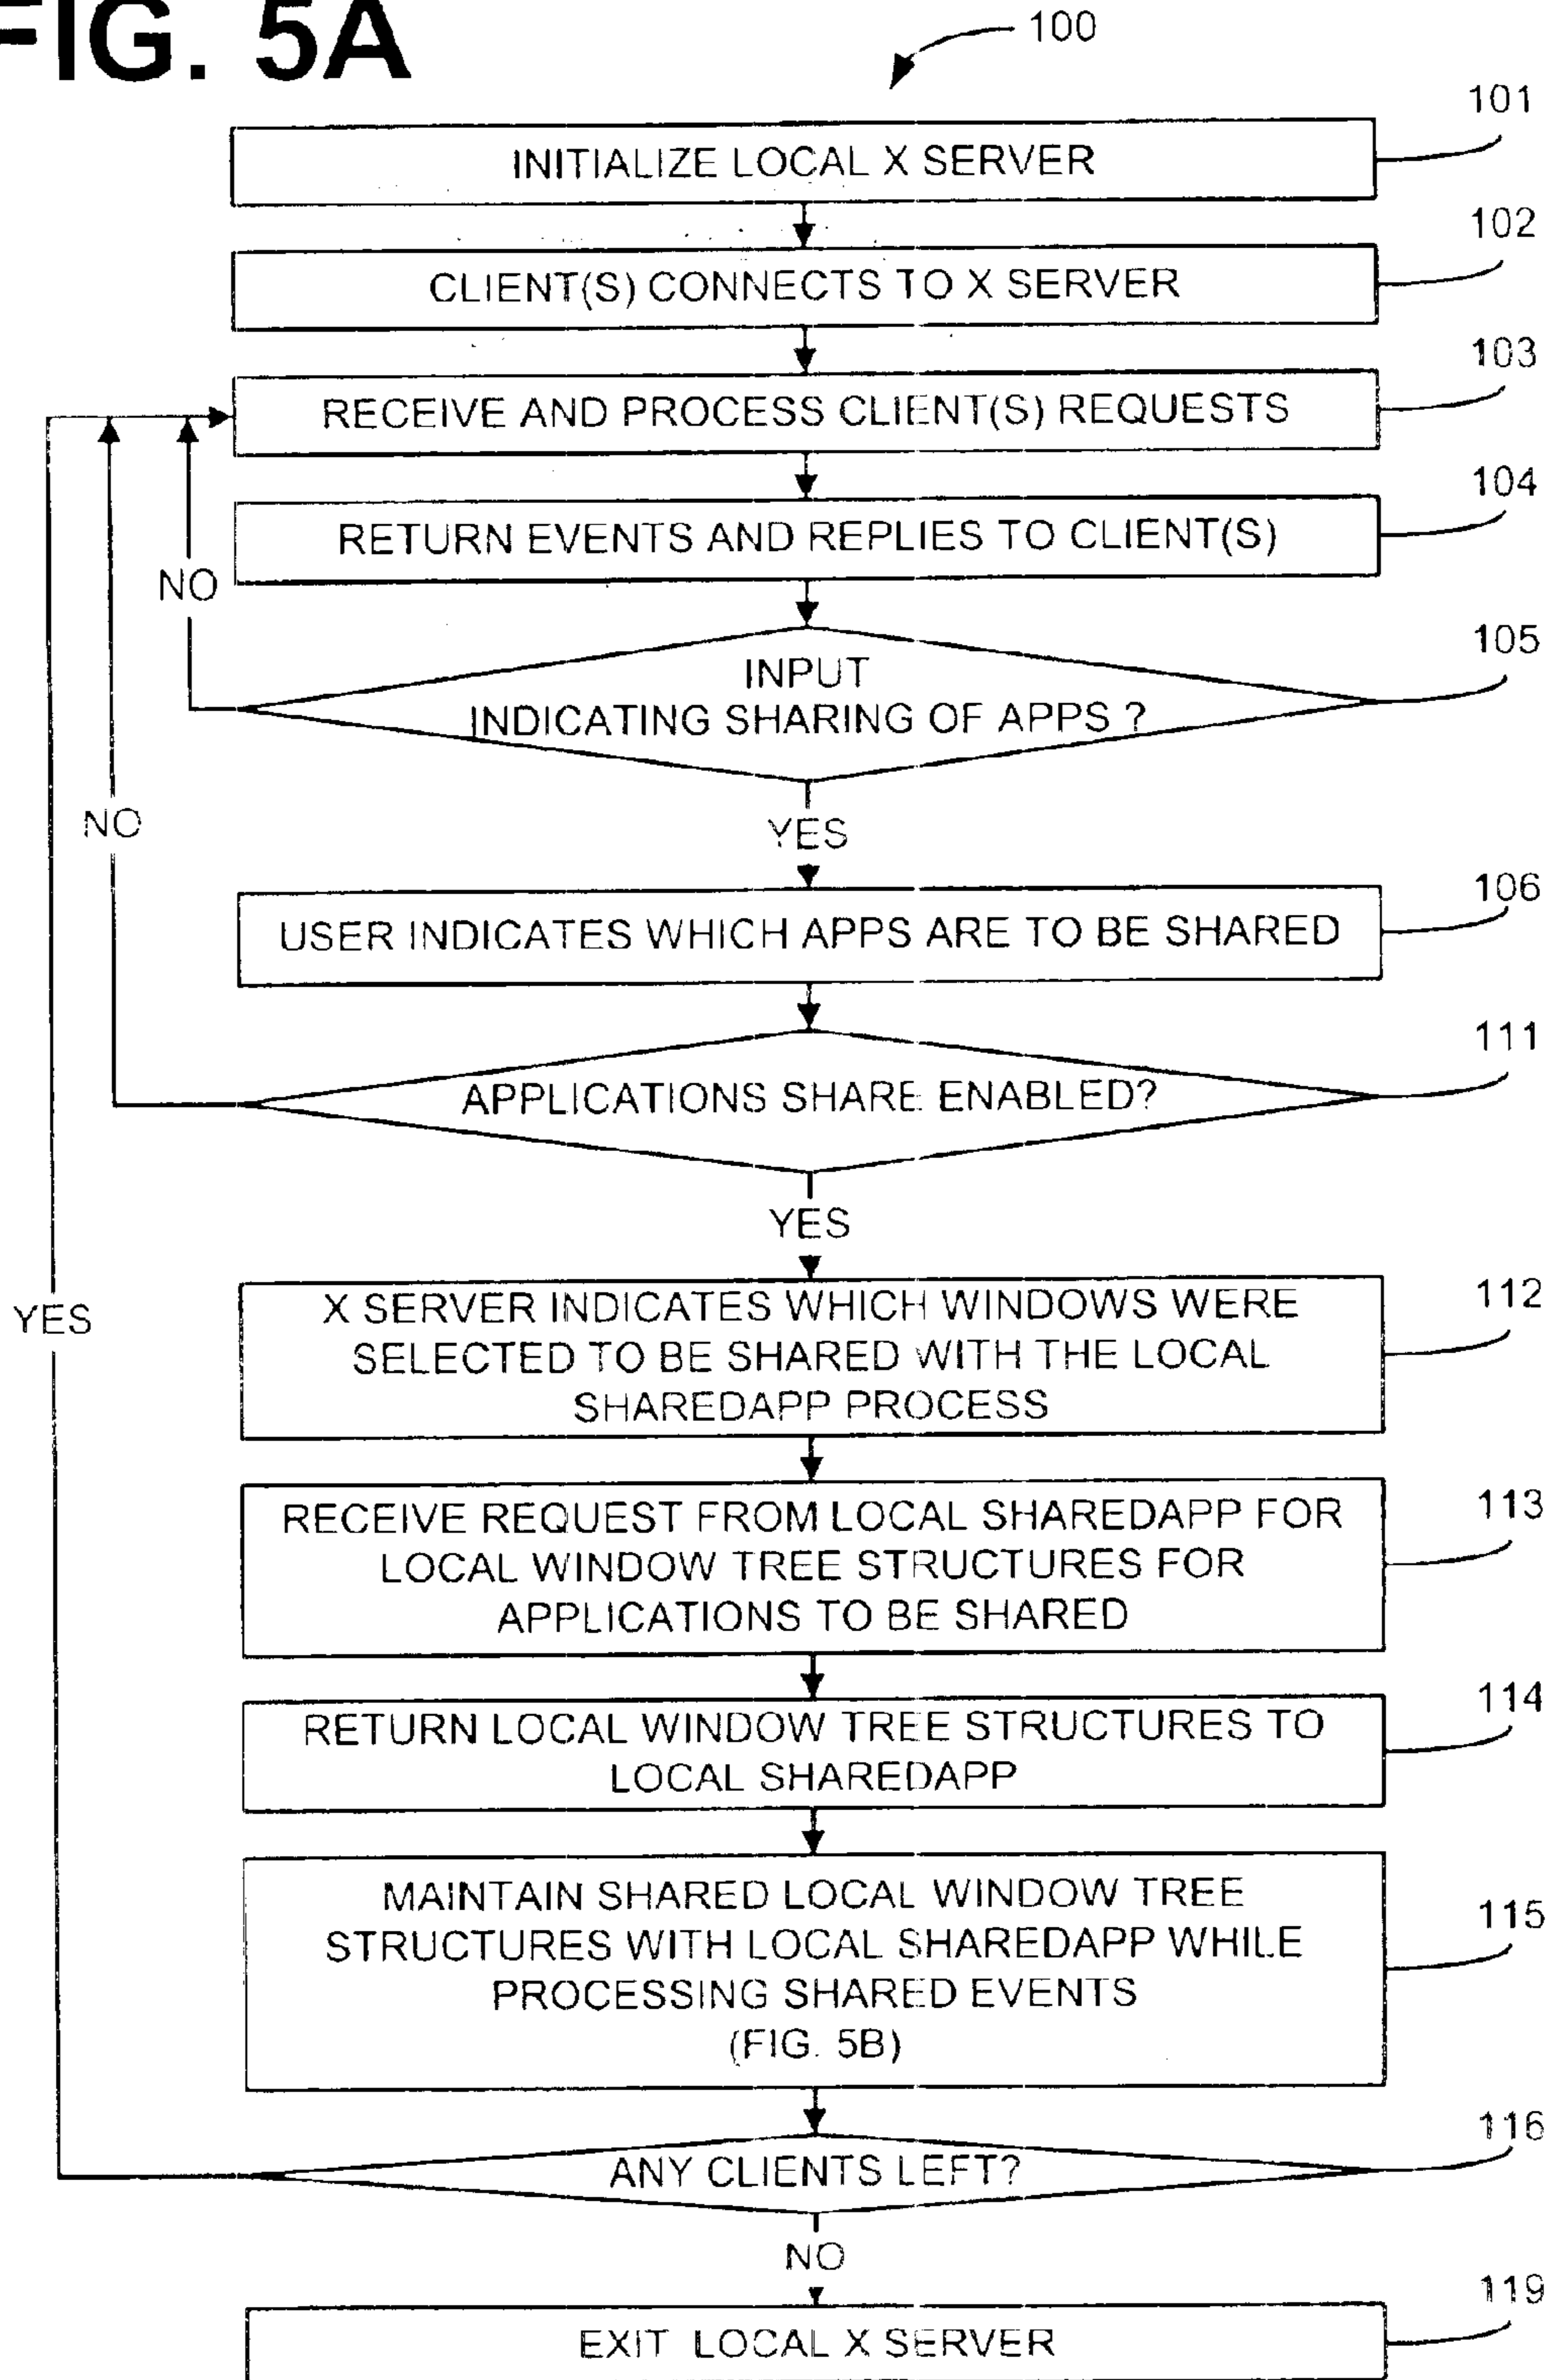 FIG. 5A
100
INITIALIZE LOCAL X SERVER
101
CLIENT(S) CONNECTS TO X SERVER
102
RECEIVE AND PROCESS CLIENT(S) REQUESTS
103
RETURN EVENTS AND REPLIES TO CLIENT(S)
104
NO
INPUT
INDICATING SHARING OF APPS ?
105
NO
YES
USER INDICATES WHICH APPS ARE TO BE SHARED
106
APPLICATIONS SHARE ENABLED?
111
YES
YES
X SERVER INDICATES WHICH WINDOWS WERE
SELECTED TO BE SHARED WITH THE LOCAL
SHAREDAPP PROCESS
112
RECEIVE REQUEST FROM LOCAL SHAREDAPP FOR
LOCAL WINDOW TREE STRUCTURES FOR
APPLICATIONS TO BE SHARED
113
RETURN LOCAL WINDOW TREE STRUCTURES TO
LOCAL SHAREDAPP
114
MAINTAIN SHARED LOCAL WINDOW TREE
STRUCTURES WITH LOCAL SHAREDAPP WHILE
PROCESSING SHARED EVENTS
(FIG. 5B)
115
ANY CLIENTS LEFT?
116
NO
EXIT LOCAL X SERVER
119